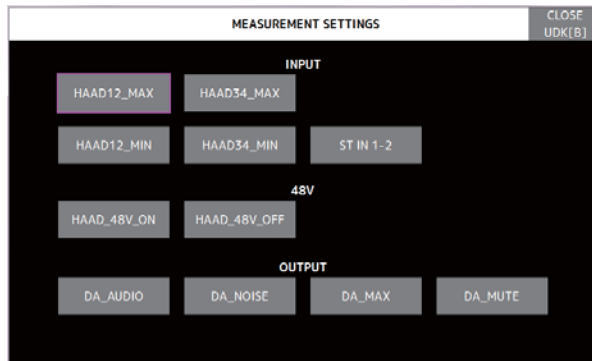 MEASUREMENT SETTINGS
CLOSE
UDK[B]
INPUT
HAAD12_MAX HAAD34_MAX
HAAD12_MIN HAAD34_MIN ST IN 1-2
48V
HAAD_48V_ON HAAD_48V_OFF
OUTPUT
DA_AUDIO DA_NOISE DA_MAX DA_MUTE